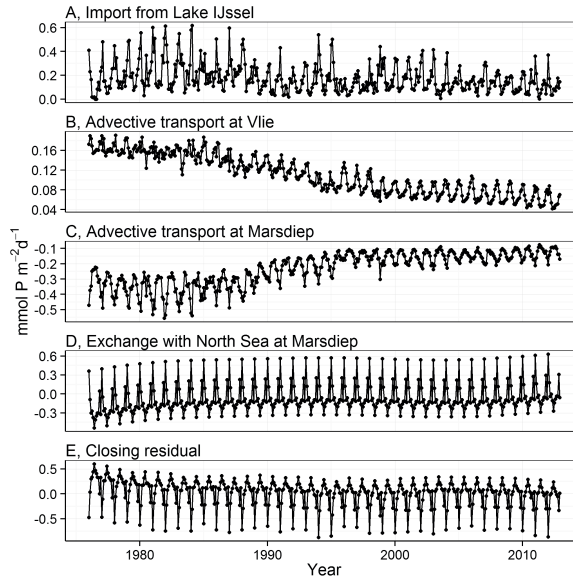 A, Import from Lake IJssel
0.6
0.4
0.2
0.0
B, Advective transport at Vlie
0.16
0.12
0.08
0.04
C, Advective transport at Marsdiep
-0.1
-0.2
-0.3
-0.4
-0.5
mmol P m⁻²d⁻¹
D, Exchange with North Sea at Marsdiep
0.6
0.3
0.0
-0.3
E, Closing residual
0.5
0.0
-0.5
1980 1990 2000 2010
Year